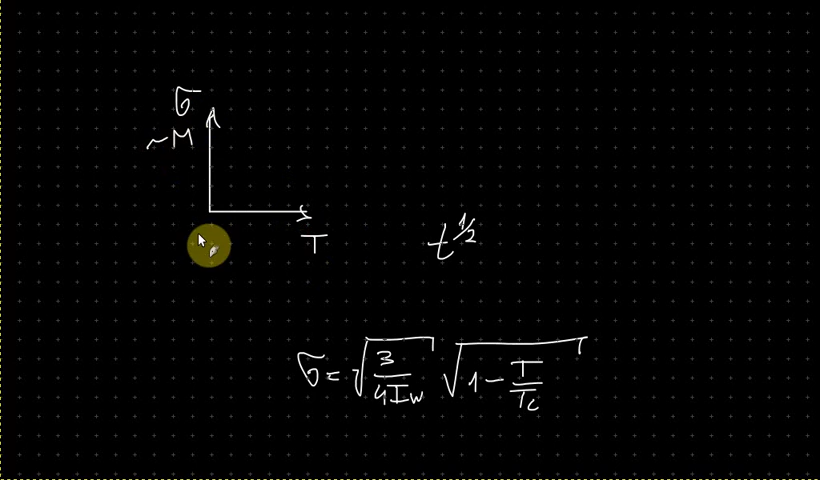 σ
~M
T
t^{1/2}
σ = √(3/(4I_w)) √(1 - T/T_c)